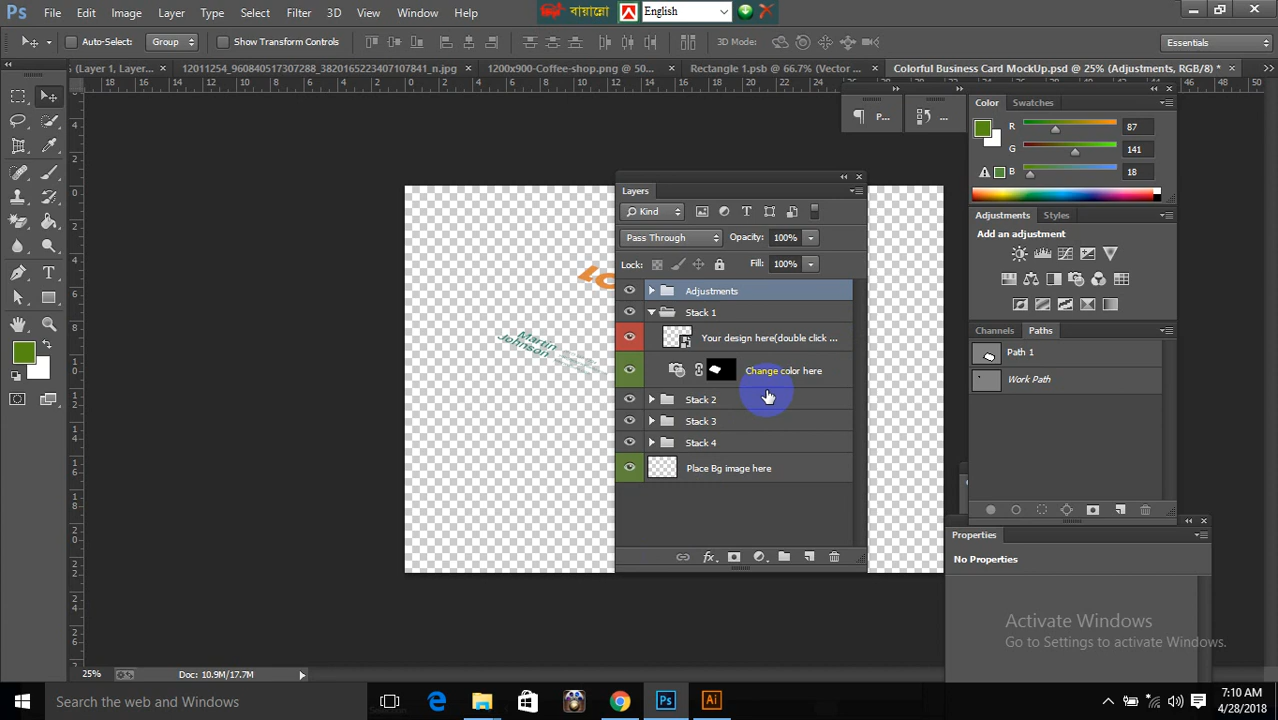 Ps File Edit Image Layer Type Select Filter 3D View Window Help
বায়ান্নো English
Auto-Select: Group Show Transform Controls 3D Mode: Essentials
(Layer 1, Layer... × 12011254_960840517307288_3820165223407107841_n.jpg × 1200x900-Coffee-shop.png @ 50... × Rectangle 1.psb @ 66.7% (Vector ... × Colorful Business Card MockUp.psd @ 25% (Adjustments, RGB/8) * ×
P... ...
Color Swatches
R 87
G 141
B 18
Adjustments Styles
Add an adjustment
Channels Paths
Path 1
Work Path
Properties
No Properties
Layers
Kind
Pass Through Opacity: 100%
Lock: Fill: 100%
Adjustments
Stack 1
Your design here(double click ...
Change color here
Stack 2
Stack 3
Stack 4
Place Bg image here
fx
Martin
Johnson
Activate Windows
Go to Settings to activate Windows.
25% Doc: 10.9M/17.7M
Search the web and Windows
Ps Ai
7:10 AM
4/28/2018